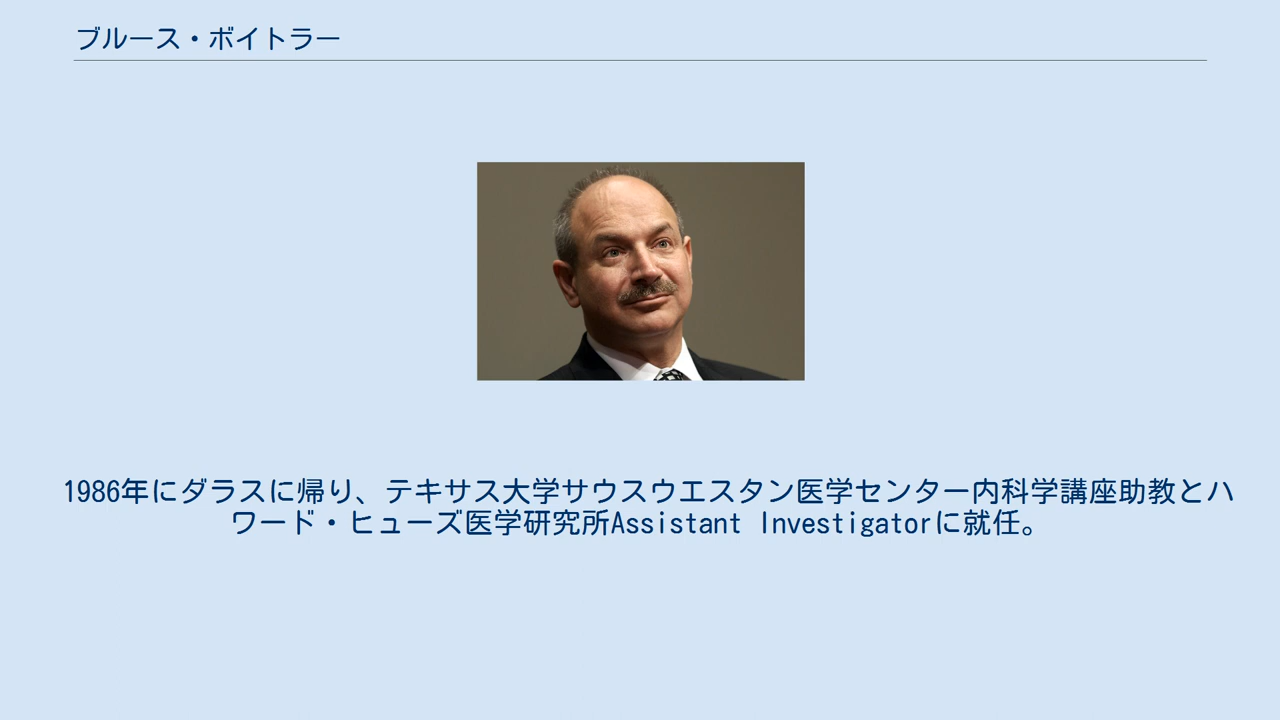 ブルース・ボイトラー
1986年にダラスに帰り、テキサス大学サウスウエスタン医学センター内科学講座助教とハ
ワード・ヒューズ医学研究所Assistant Investigatorに就任。